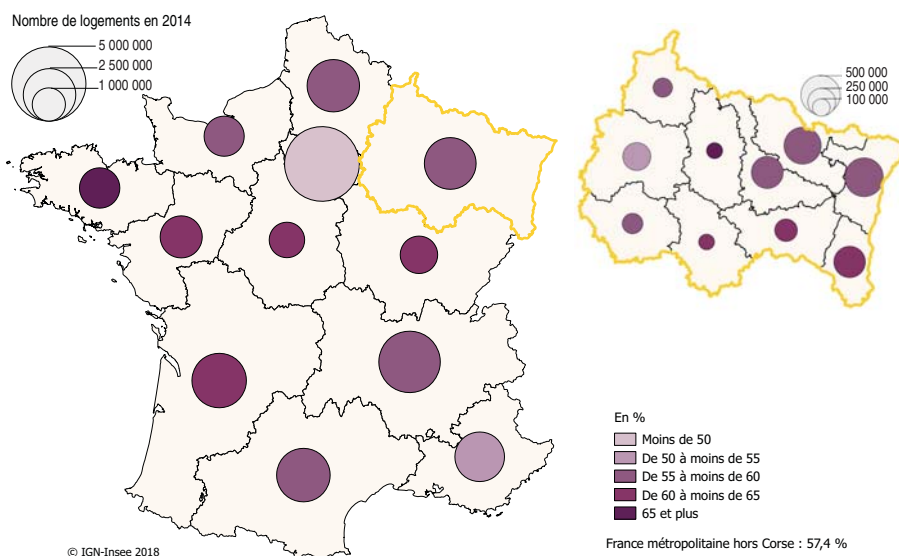 Nombre de logements en 2014
5 000 000
2 500 000
1 000 000
500 000
250 000
100 000
En %
Moins de 50
De 50 à moins de 55
De 55 à moins de 60
De 60 à moins de 65
65 et plus
© IGN-Insee 2018
France métropolitaine hors Corse : 57,4 %